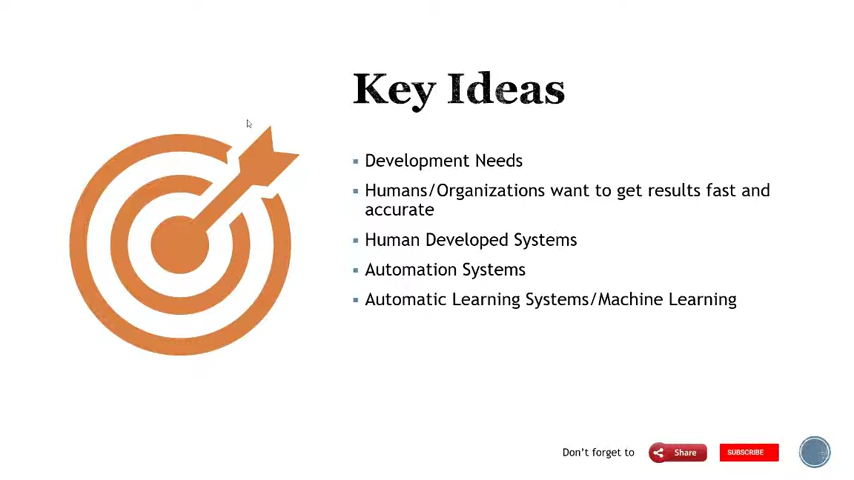 Key Ideas
Development Needs
Humans/Organizations want to get results fast and
accurate
Human Developed Systems
Automation Systems
Automatic Learning Systems/Machine Learning
Don't forget to
Share
SUBSCRIBE